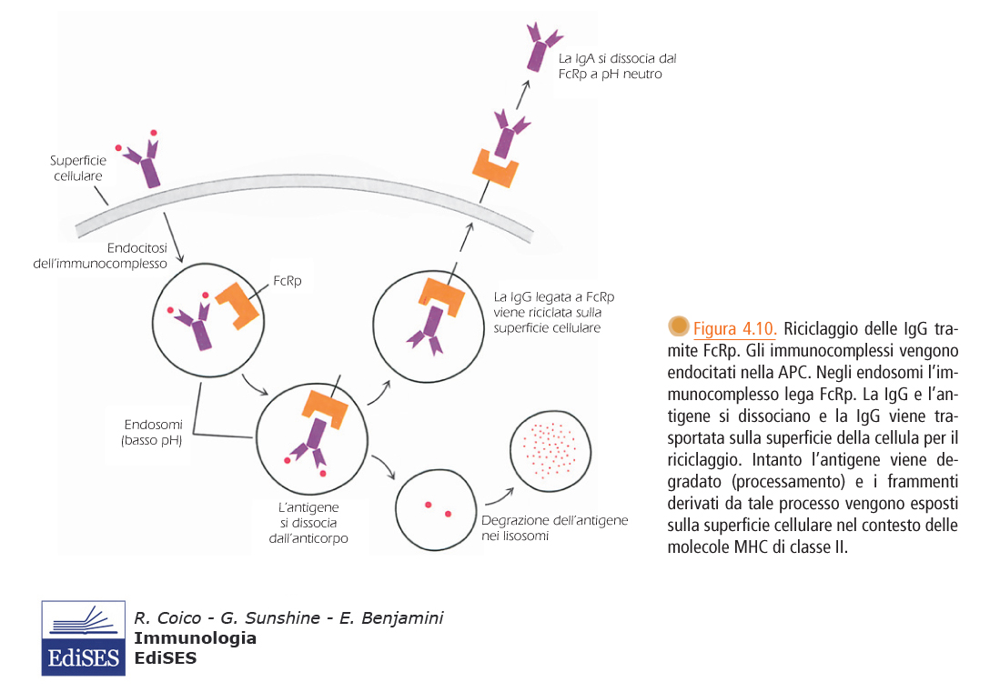 La IgA si dissocia dal
FcRp a pH neutro
Superficie
cellulare
Endocitosi
dell'immunocomplesso
FcRp
La IgG legata a FcRp
viene riciclata sulla
superficie cellulare
Endosomi
(basso pH)
L'antigene
si dissocia
dall'anticorpo
Degrazione dell'antigene
nei lisosomi
Figura 4.10. Riciclaggio delle IgG tra-
mite FcRp. Gli immunocomplessi vengono
endocitati nella APC. Negli endosomi l'im-
munocomplesso lega FcRp. La IgG e l'an-
tigene si dissociano e la IgG viene tra-
sportata sulla superficie della cellula per il
riciclaggio. Intanto l'antigene viene de-
gradato (processamento) e i frammenti
derivati da tale processo vengono esposti
sulla superficie cellulare nel contesto delle
molecole MHC di classe II.
EdiSES
R. Coico - G. Sunshine - E. Benjamini
Immunologia
EdiSES